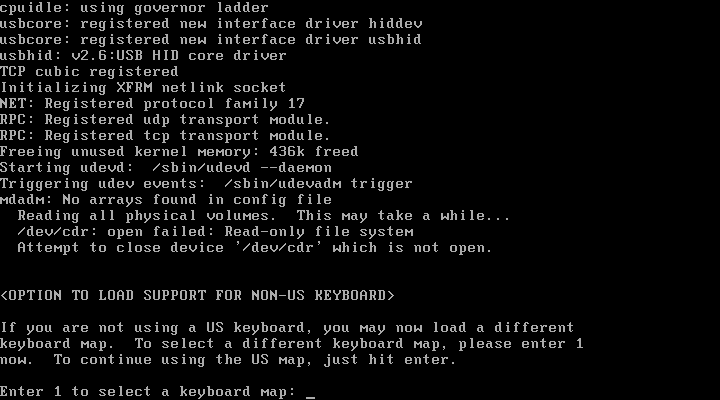 cpuidle: using governor ladder
usbcore: registered new interface driver hiddev
usbcore: registered new interface driver usbhid
usbhid: v2.6:USB HID core driver
TCP cubic registered
Initializing XFRM netlink socket
NET: Registered protocol family 17
RPC: Registered udp transport module.
RPC: Registered tcp transport module.
Freeing unused kernel memory: 436k freed
Starting udevd:  /sbin/udevd --daemon
Triggering udev events:  /sbin/udevadm trigger
mdadm: No arrays found in config file
  Reading all physical volumes.  This may take a while...
  /dev/cdr: open failed: Read-only file system
  Attempt to close device '/dev/cdr' which is not open.
<OPTION TO LOAD SUPPORT FOR NON-US KEYBOARD>
If you are not using a US keyboard, you may now load a different
keyboard map.  To select a different keyboard map, please enter 1
now.  To continue using the US map, just hit enter.
Enter 1 to select a keyboard map: _